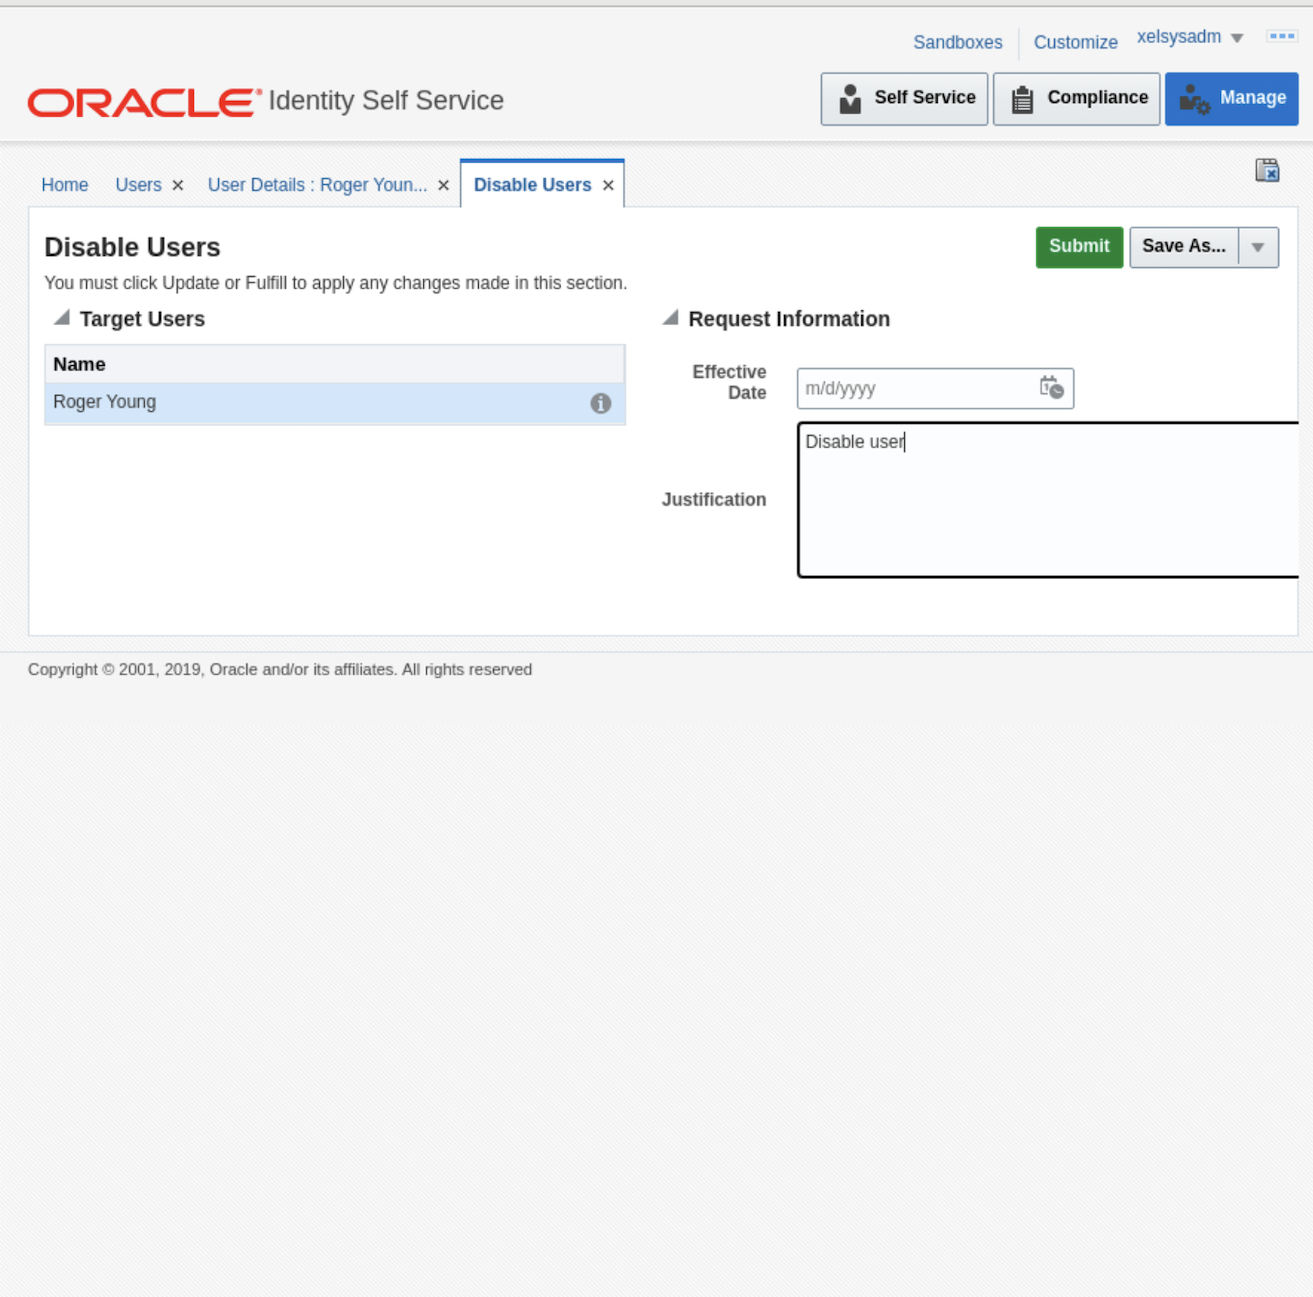 Sandboxes Customize xelsysadm
ORACLE Identity Self Service
Self Service Compliance Manage
Home Users User Details : Roger Youn... Disable Users
Disable Users
Submit Save As...
You must click Update or Fulfill to apply any changes made in this section.
Target Users
Name
Roger Young
Request Information
Effective
Date
m/d/yyyy
Justification
Disable user
Copyright © 2001, 2019, Oracle and/or its affiliates. All rights reserved